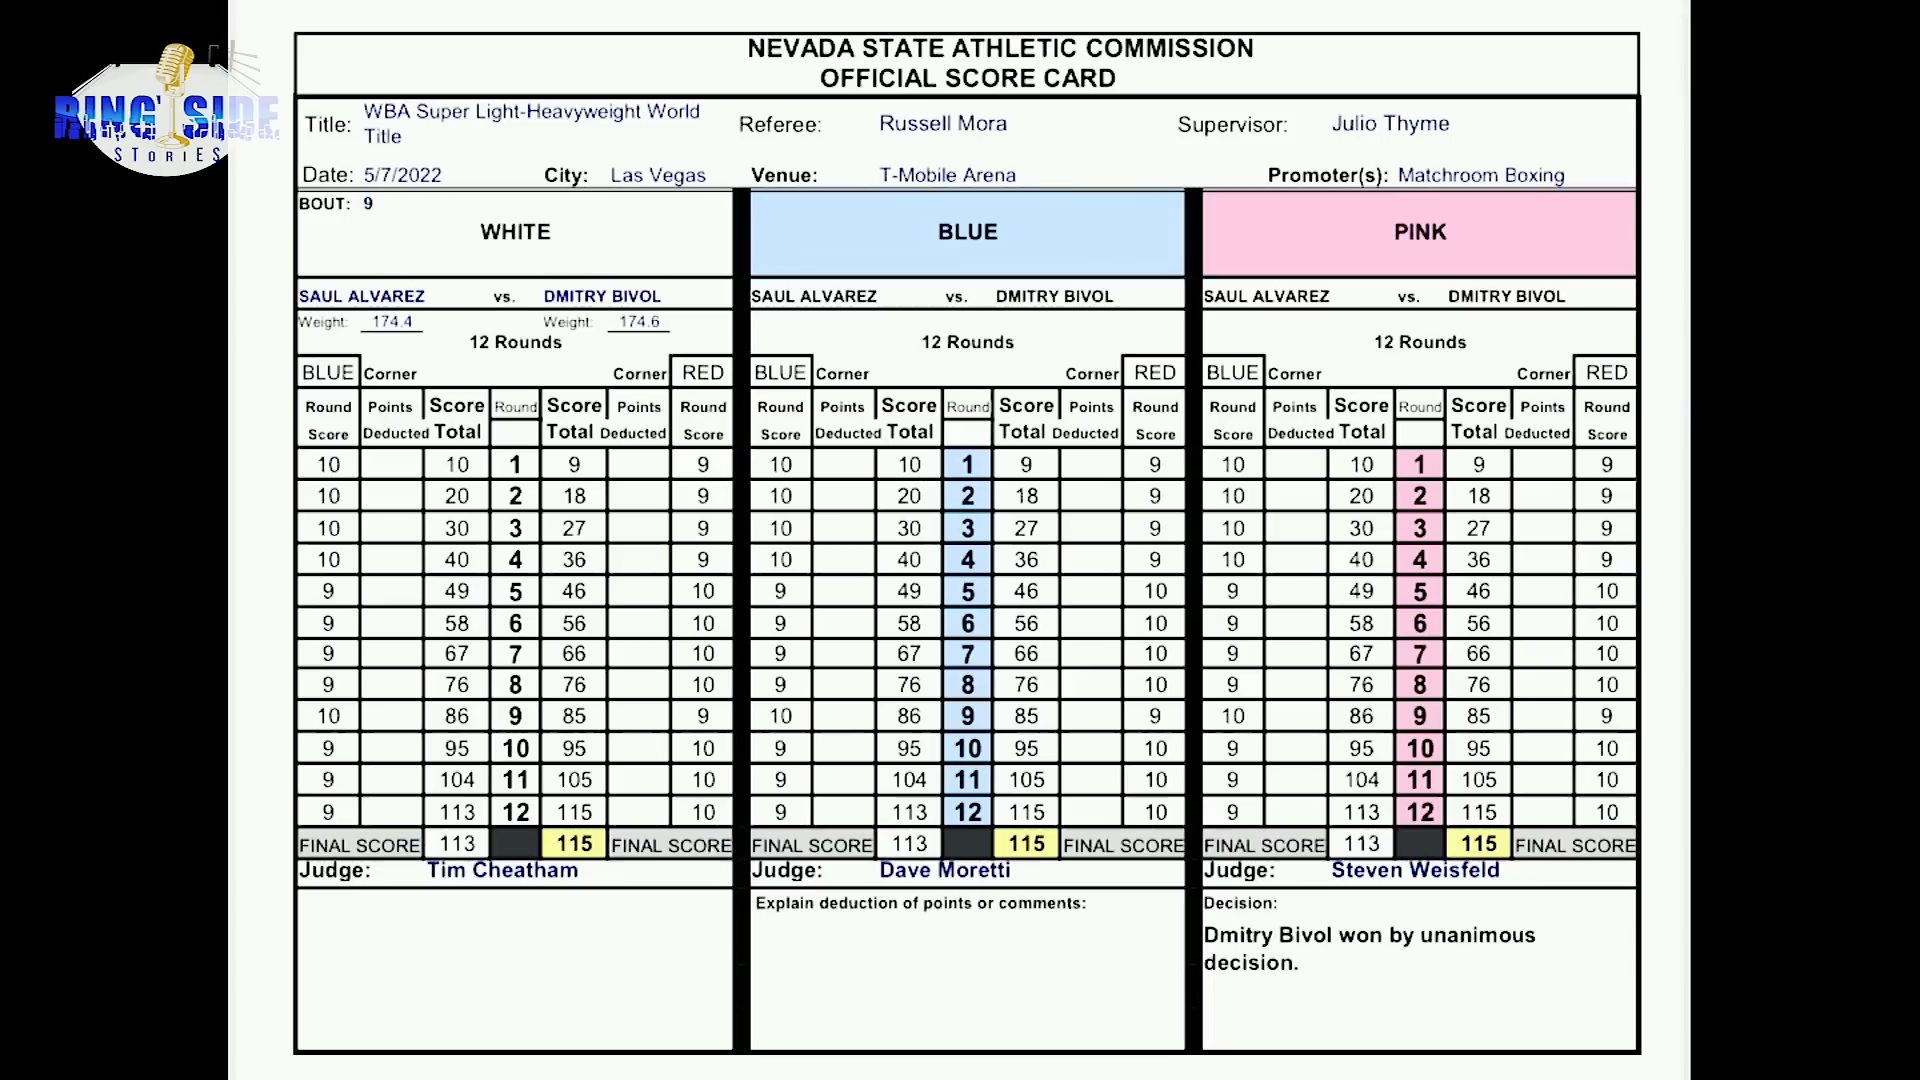 RING SIDE
STORIES
NEVADA STATE ATHLETIC COMMISSION
OFFICIAL SCORE CARD
Title: WBA Super Light-Heavyweight World Title Referee: Russell Mora Supervisor: Julio Thyme
Date: 5/7/2022 City: Las Vegas Venue: T-Mobile Arena Promoter(s): Matchroom Boxing
BOUT: 9
WHITE BLUE PINK
SAUL ALVAREZ vs. DMITRY BIVOL SAUL ALVAREZ vs. DMITRY BIVOL SAUL ALVAREZ vs. DMITRY BIVOL
Weight: 174.4 Weight: 174.6
12 Rounds 12 Rounds 12 Rounds
BLUE Corner Corner RED BLUE Corner Corner RED BLUE Corner Corner RED
Round Points Score Round Score Points Round Round Points Score Round Score Points Round Round Points Score Round Score Points Round
Score Deducted Total Total Deducted Score Score Deducted Total Total Deducted Score Score Deducted Total Total Deducted Score
10 10 1 9 9 10 10 1 9 9 10 10 1 9 9
10 20 2 18 9 10 20 2 18 9 10 20 2 18 9
10 30 3 27 9 10 30 3 27 9 10 30 3 27 9
10 40 4 36 9 10 40 4 36 9 10 40 4 36 9
9 49 5 46 10 9 49 5 46 10 9 49 5 46 10
9 58 6 56 10 9 58 6 56 10 9 58 6 56 10
9 67 7 66 10 9 67 7 66 10 9 67 7 66 10
9 76 8 76 10 9 76 8 76 10 9 76 8 76 10
10 86 9 85 9 10 86 9 85 9 10 86 9 85 9
9 95 10 95 10 9 95 10 95 10 9 95 10 95 10
9 104 11 105 10 9 104 11 105 10 9 104 11 105 10
9 113 12 115 10 9 113 12 115 10 9 113 12 115 10
FINAL SCORE 113 115 FINAL SCORE FINAL SCORE 113 115 FINAL SCORE FINAL SCORE 113 115 FINAL SCORE
Judge: Tim Cheatham Judge: Dave Moretti Judge: Steven Weisfeld
Explain deduction of points or comments: Decision:
Dmitry Bivol won by unanimous
decision.